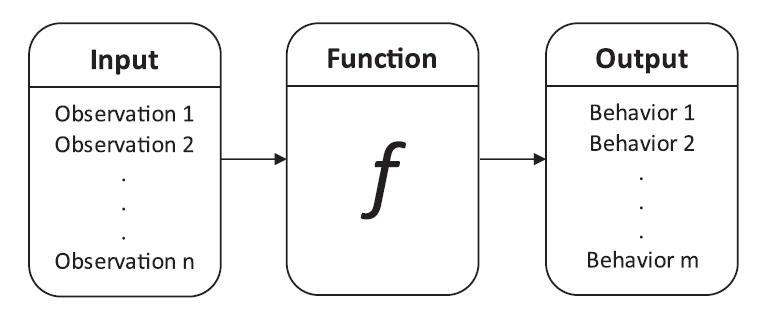 Input
Observation 1
Observation 2
.
.
.
Observation n
Function
f
Output
Behavior 1
Behavior 2
.
.
.
Behavior m